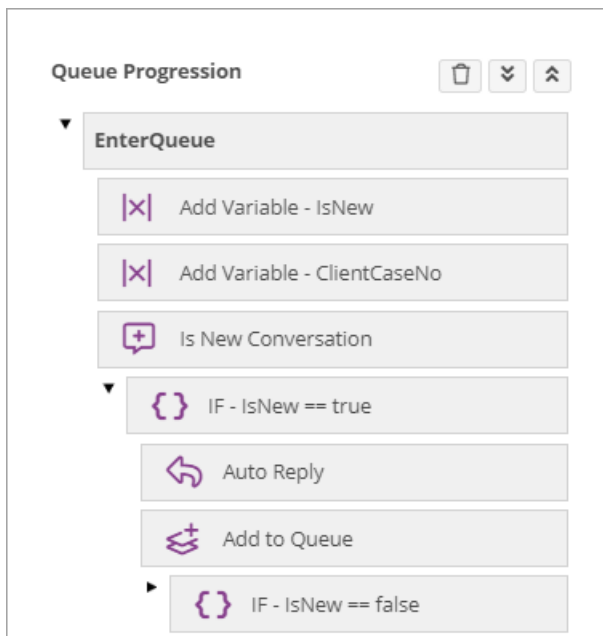 Queue Progression
EnterQueue
Add Variable - IsNew
Add Variable - ClientCaseNo
Is New Conversation
IF - IsNew == true
Auto Reply
Add to Queue
IF - IsNew == false